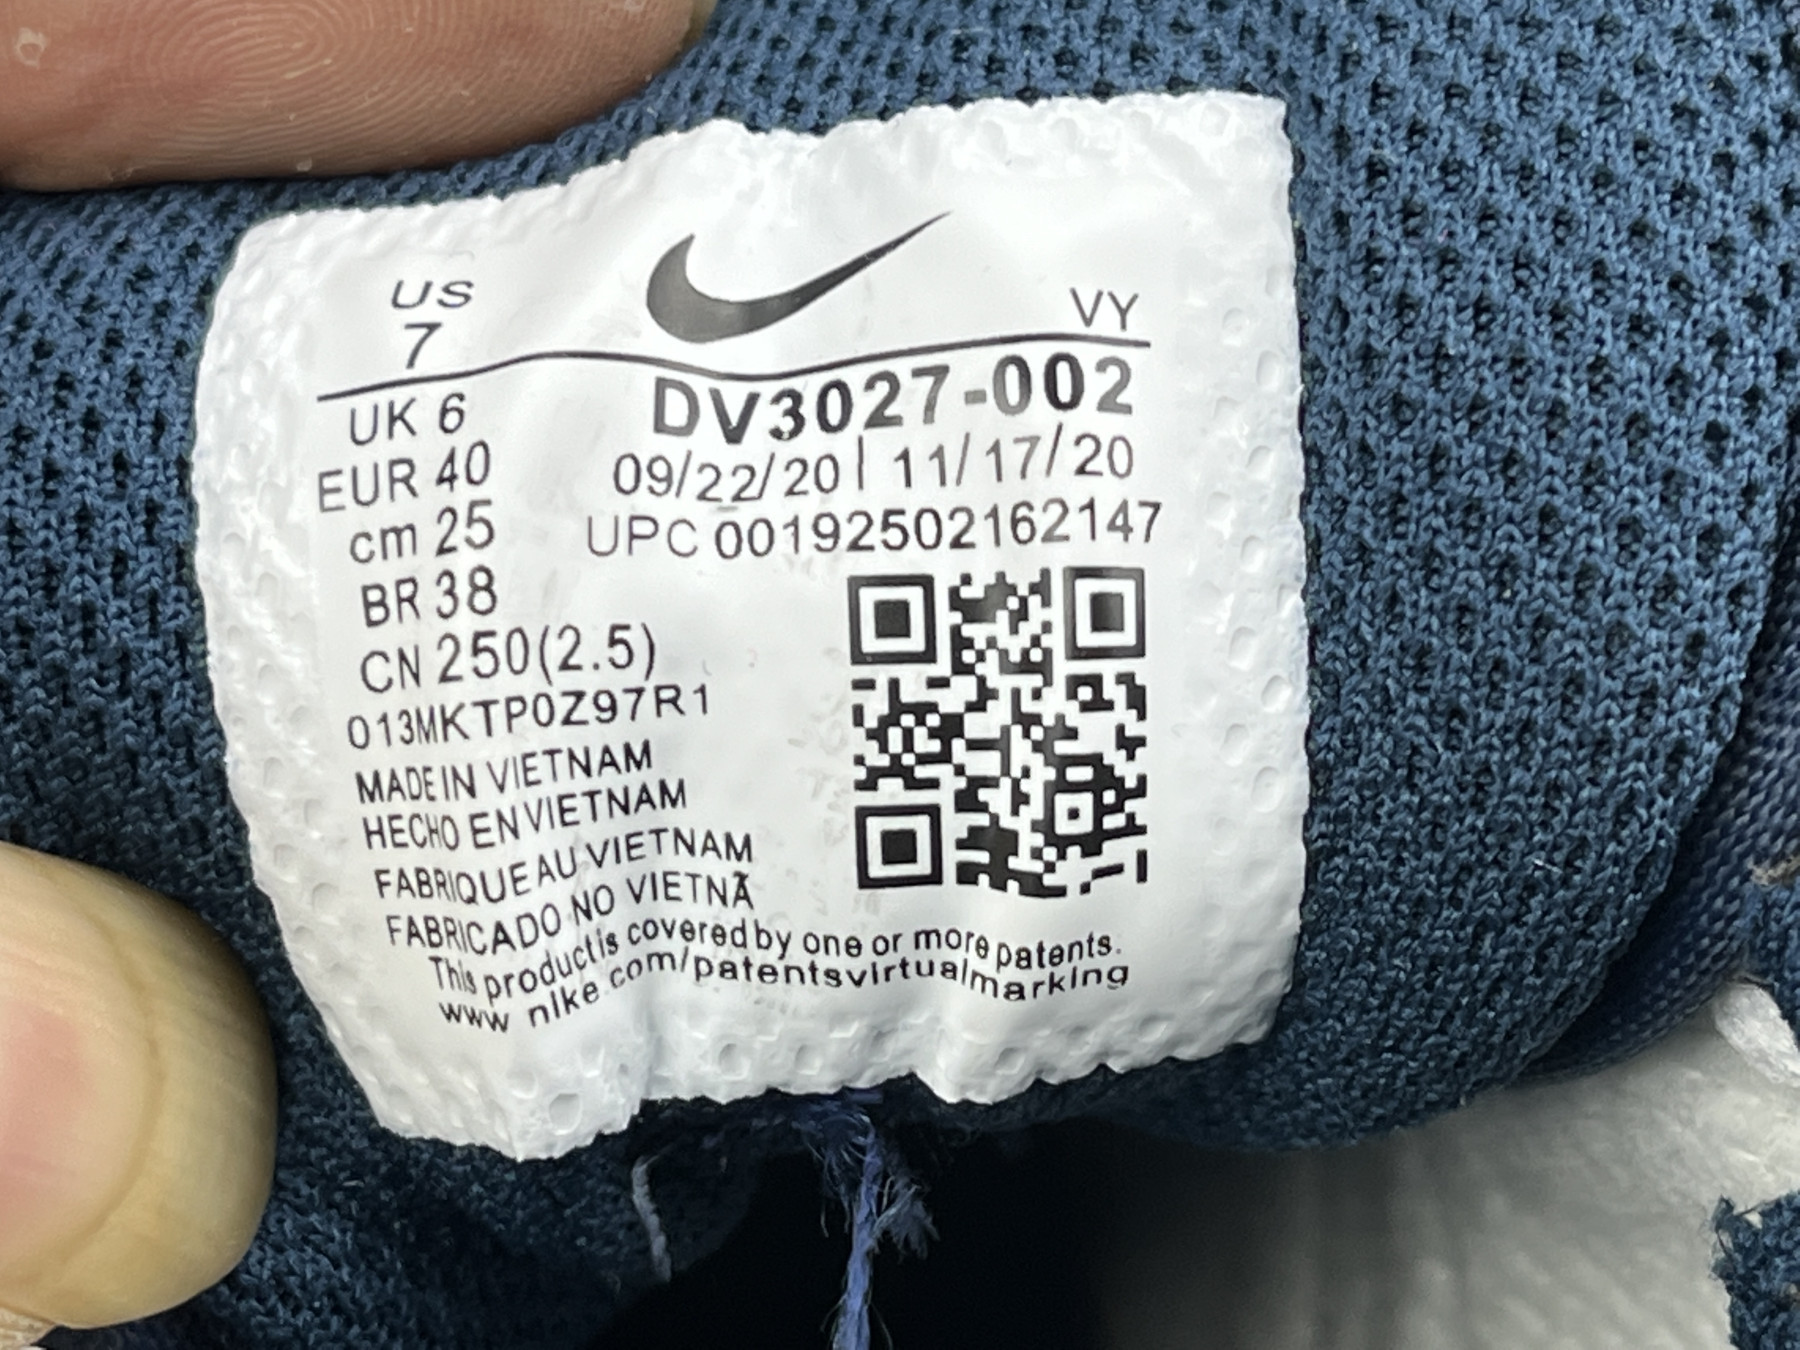 US
7
VY
UK 6
DV3027-002
EUR 40
09/22/20 | 11/17/20
cm 25
UPC 00192502162147
BR 38
CN 250(2.5)
013MKTP0Z97R1
MADE IN VIETNAM
HECHO EN VIETNAM
FABRIQUE AU VIETNAM
FABRICADO NO VIETNÃ
This product is covered by one or more patents.
www nike.com/patentsvirtualmarking